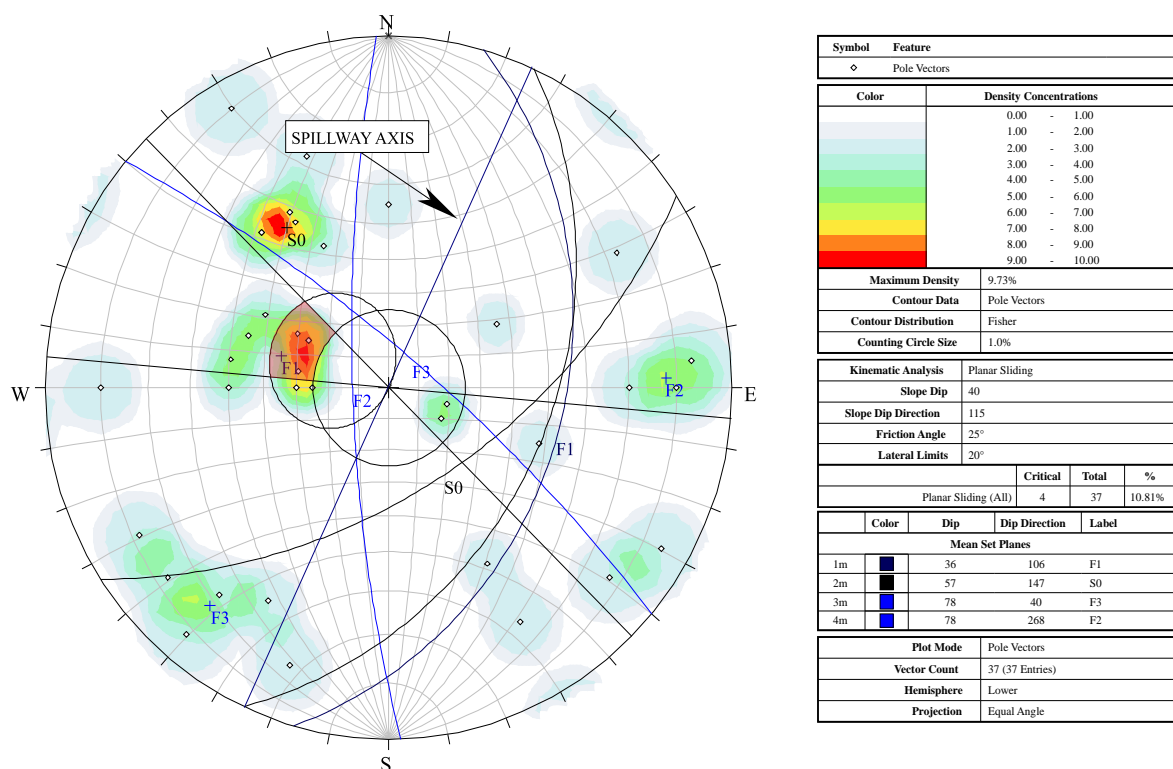 N
SPILLWAY AXIS
S0
F1
F3
W
F2
F2
E
F1
S0
F3
S
Symbol Feature
Pole Vectors
Color Density Concentrations
0.00 - 1.00
1.00 - 2.00
2.00 - 3.00
3.00 - 4.00
4.00 - 5.00
5.00 - 6.00
6.00 - 7.00
7.00 - 8.00
8.00 - 9.00
9.00 - 10.00
Maximum Density 9.73%
Contour Data Pole Vectors
Contour Distribution Fisher
Counting Circle Size 1.0%
Kinematic Analysis Planar Sliding
Slope Dip 40
Slope Dip Direction 115
Friction Angle 25°
Lateral Limits 20°
Critical Total %
Planar Sliding (All) 4 37 10.81%
Color Dip Dip Direction Label
Mean Set Planes
1m 36 106 F1
2m 57 147 S0
3m 78 40 F3
4m 78 268 F2
Plot Mode Pole Vectors
Vector Count 37 (37 Entries)
Hemisphere Lower
Projection Equal Angle